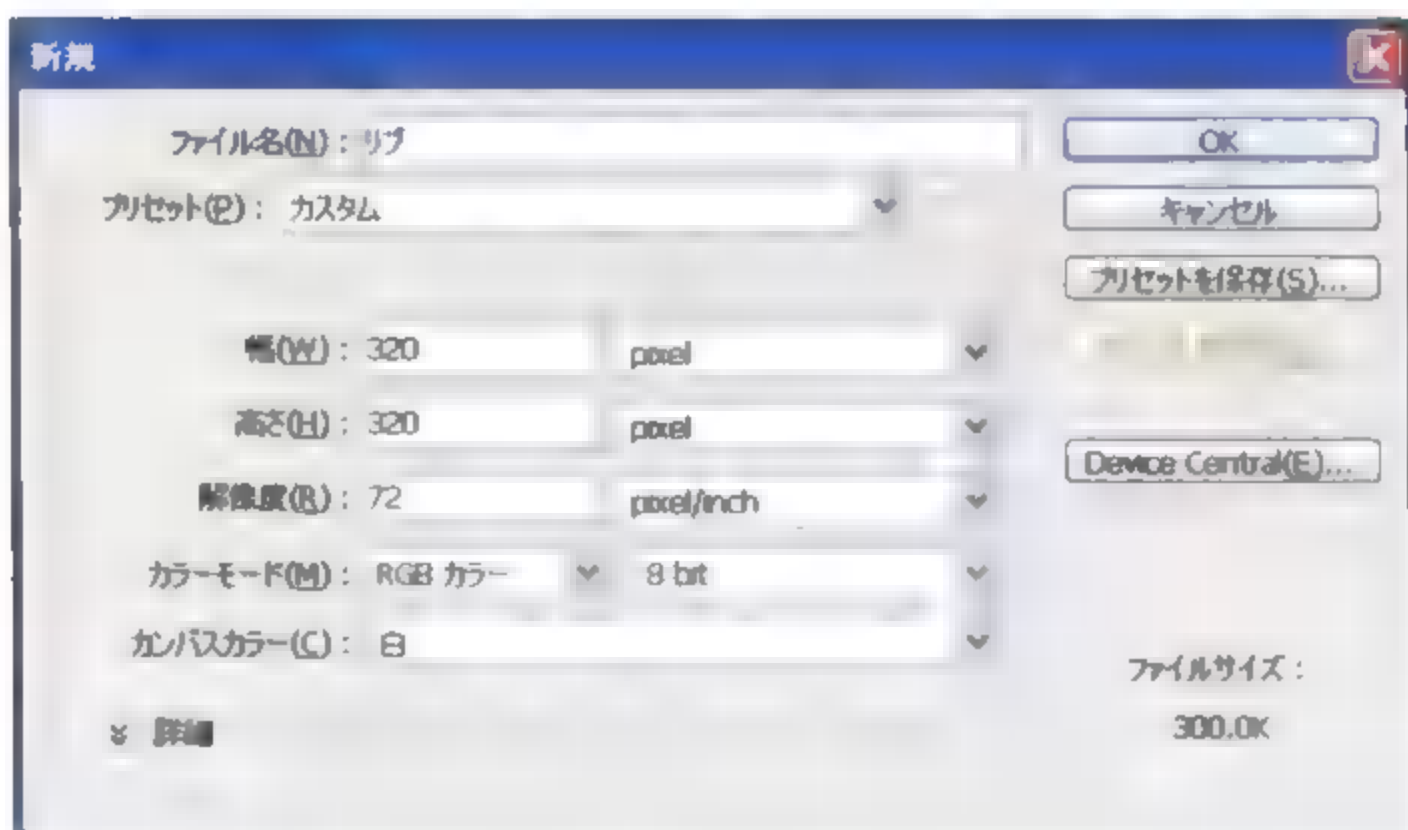 新規
ファイル名(N): リブ
OK
プリセット(P): カスタム
キャンセル
プリセットを保存(S)...
幅(W): 320 pixel
高さ(H): 320 pixel
Device Central(E)...
解像度(R): 72 pixel/inch
カラーモード(M): RGB カラー 8 bit
カンバスカラー(C): 白
ファイルサイズ:
300.0K
詳細